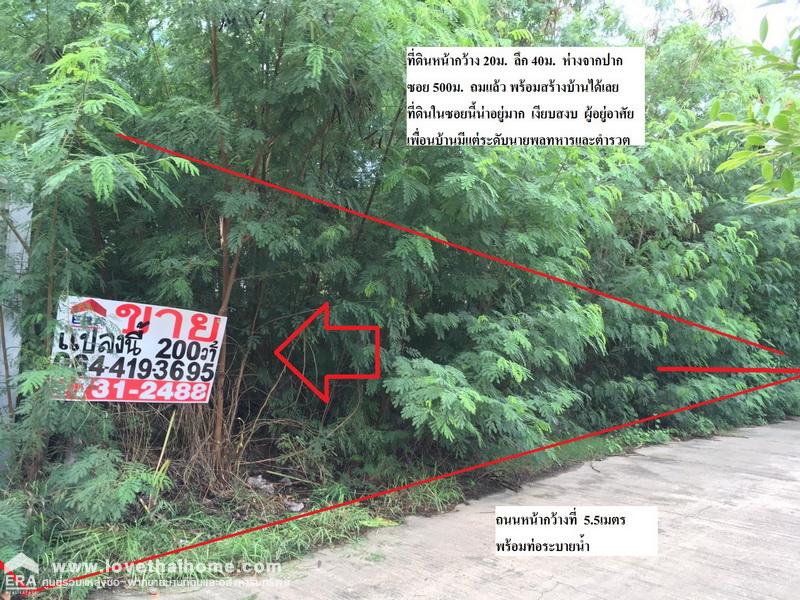 ที่ดินหน้ากว้าง 20ม. ลึก 40ม. ห่างจากปาก
ซอย 500ม. ถมแล้ว พร้อมสร้างบ้านได้เลย
ที่ดินในซอยนี้น่าอยู่มาก เงียบสงบ ผู้อยู่อาศัย
เพื่อนบ้านมีแต่ระดับนายพลทหารและตำรวต
ERA ขาย
แปลงนี้ 200วา
084-419-3695
31-2488
ถนนหน้ากว้างที่ 5.5เมตร
พร้อมท่อระบายน้ำ
www.lovethaihome.com
ERA